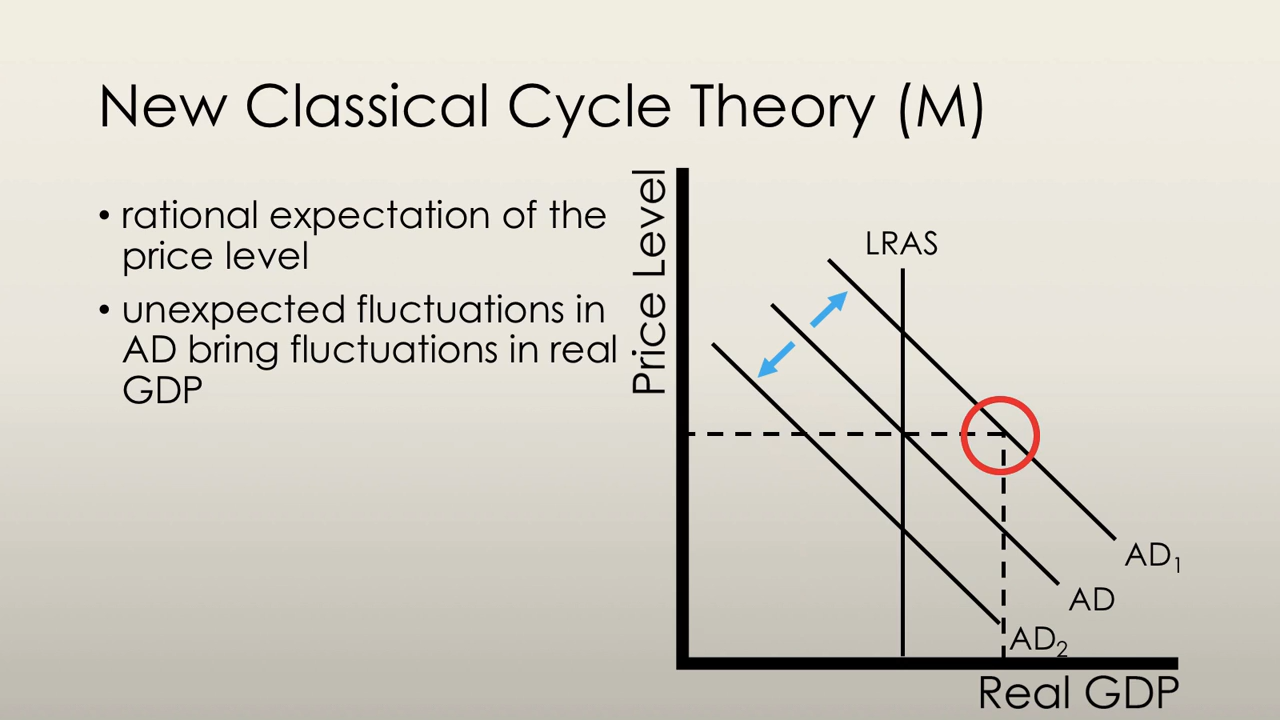 New Classical Cycle Theory (M)
• rational expectation of the
price level
• unexpected fluctuations in
AD bring fluctuations in real
GDP
Price Level
LRAS
AD₁
AD
AD₂
Real GDP